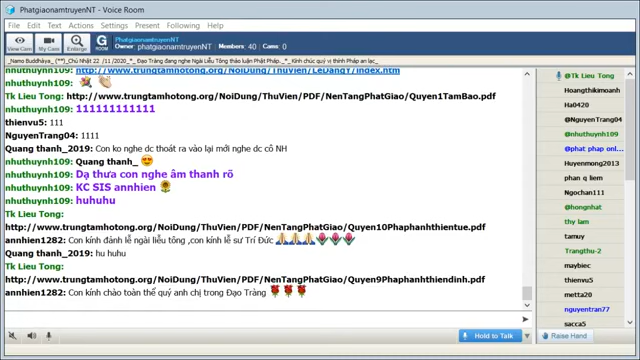 PhatgiaonamtruyenNT - Voice Room
File Edit Text Actions Settings Present Following Help
PhatgiaonamtruyenNT
Owner phatgiaonamtruyenNT Members: 40 Cams: 0
View Cams My Cam Enlarge G ROOM
_Namo Buddhàya_ (**)_Chú Nhật 22 /11 /2020_*_ Đạo Tràng đang nghe Ngài Liễu Tông thảo luận Phật Pháp._*_ Kính chúc quý vị thính Pháp an lạc_
nhuthuynh109: http://www.trungtamhotong.org/NoiDung/ThuVien/LeDangY/index.htm
nhuthuynh109:
Tk Lieu Tong: http://www.trungtamhotong.org/NoiDung/ThuVien/PDF/NenTangPhatGiao/Quyen1TamBao.pdf
nhuthuynh109: 111111111111
thienvu5: 111
NguyenTrang04: 1111
Quang thanh_2019: Con ko nghe dc thoát ra vào lại mới nghe dc cô NH
nhuthuynh109: Quang thanh_
nhuthuynh109: Dạ thưa con nghe âm thanh rõ
nhuthuynh109: KC SIS annhien
nhuthuynh109: huhuhu
Tk Lieu Tong:
http://www.trungtamhotong.org/NoiDung/ThuVien/PDF/NenTangPhatGiao/Quyen10Phaphanhthientue.pdf
annhien1282: Con kính đảnh lễ ngài liễu tông ,con kính lễ sư Trí Đức
Quang thanh_2019: hu huhu
Tk Lieu Tong:
http://www.trungtamhotong.org/NoiDung/ThuVien/PDF/NenTangPhatGiao/Quyen9Phaphanhthiendinh.pdf
annhien1282: Con kính chào toàn thể quý anh chị trong Đạo Tràng
@Tk Lieu Tong
Hoangthikimoanh
Ha0420
@NguyenTrang04
@nhuthuynh109
@phat phap onl...
Huyenmong2013
phan q liem
Ngochan111
@hongnhat
thy lam
tamuy
Trangthu-2
maybiec
thienvu5
metta20
nguyentran77
sacca5
Hold to Talk
Raise Hand